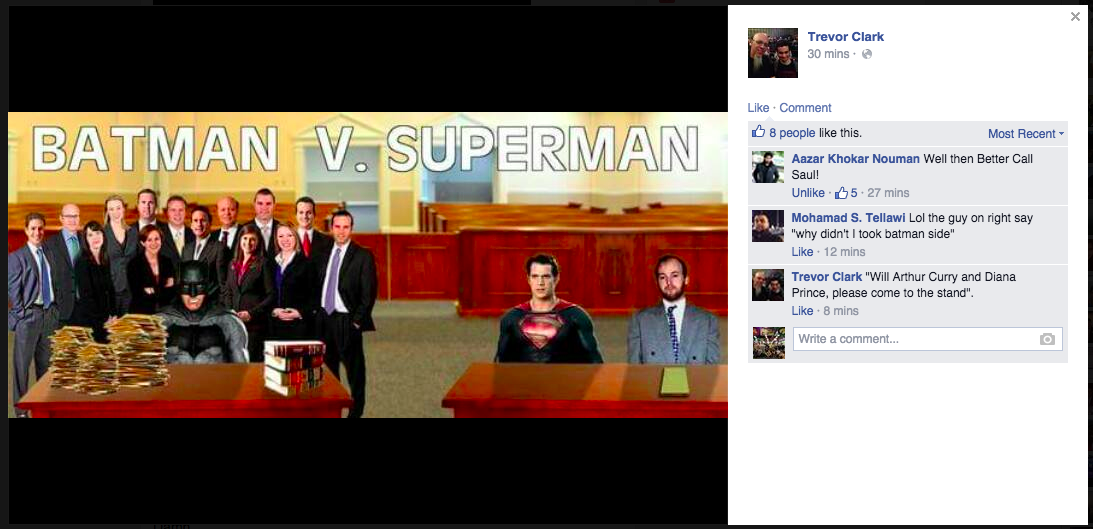 BATMAN V. SUPERMAN
Trevor Clark
30 mins ·
Like · Comment
8 people like this.
Most Recent
Aazar Khokar Nouman Well then Better Call
Saul!
Unlike · 5 · 27 mins
Mohamad S. Tellawi Lol the guy on right say
"why didn't I took batman side"
Like · 12 mins
Trevor Clark "Will Arthur Curry and Diana
Prince, please come to the stand".
Like · 8 mins
Write a comment...